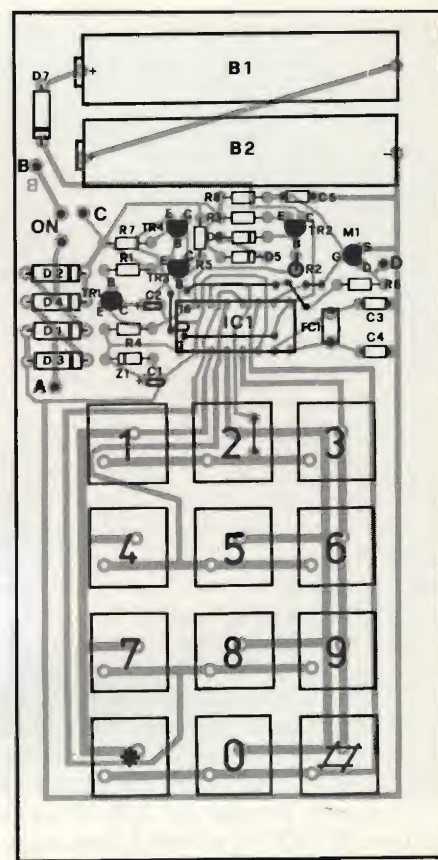 B1
D7
+
B2
+
-
B
B
R8
C5
ON
C
E
C
TR4
B
R3
E
C
TR2
B
R7
D6
M1
S
G
D
D
D2
R1
E
C
TR3
B
R5
D5
R2
R6
D4
B
TR1
E
C
C2
+
IC1
FC1
C3
D1
R4
C4
D3
Z1
C1
+
A
1
2
3
4
5
6
7
8
9
*
0
#